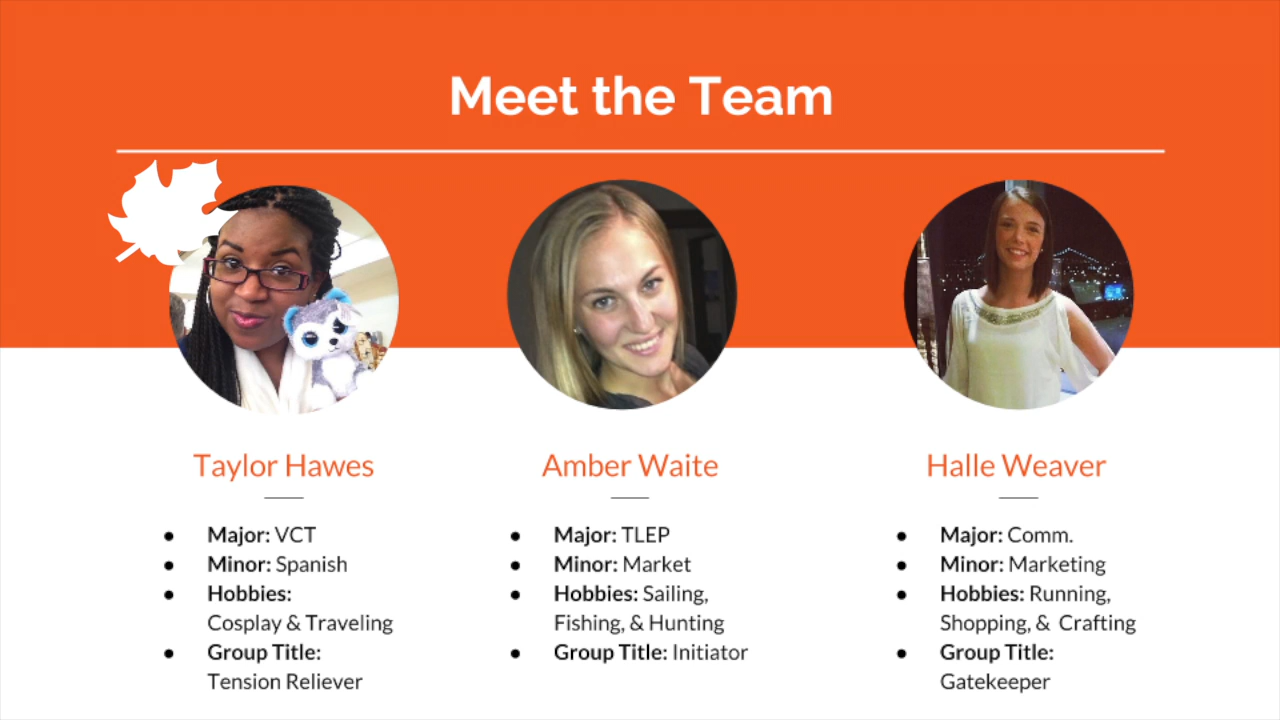 Meet the Team
Taylor Hawes
● Major: VCT
● Minor: Spanish
● Hobbies:
Cosplay & Traveling
● Group Title:
Tension Reliever
Amber Waite
● Major: TLEP
● Minor: Market
● Hobbies: Sailing,
Fishing, & Hunting
● Group Title: Initiator
Halle Weaver
● Major: Comm.
● Minor: Marketing
● Hobbies: Running,
Shopping, & Crafting
● Group Title:
Gatekeeper